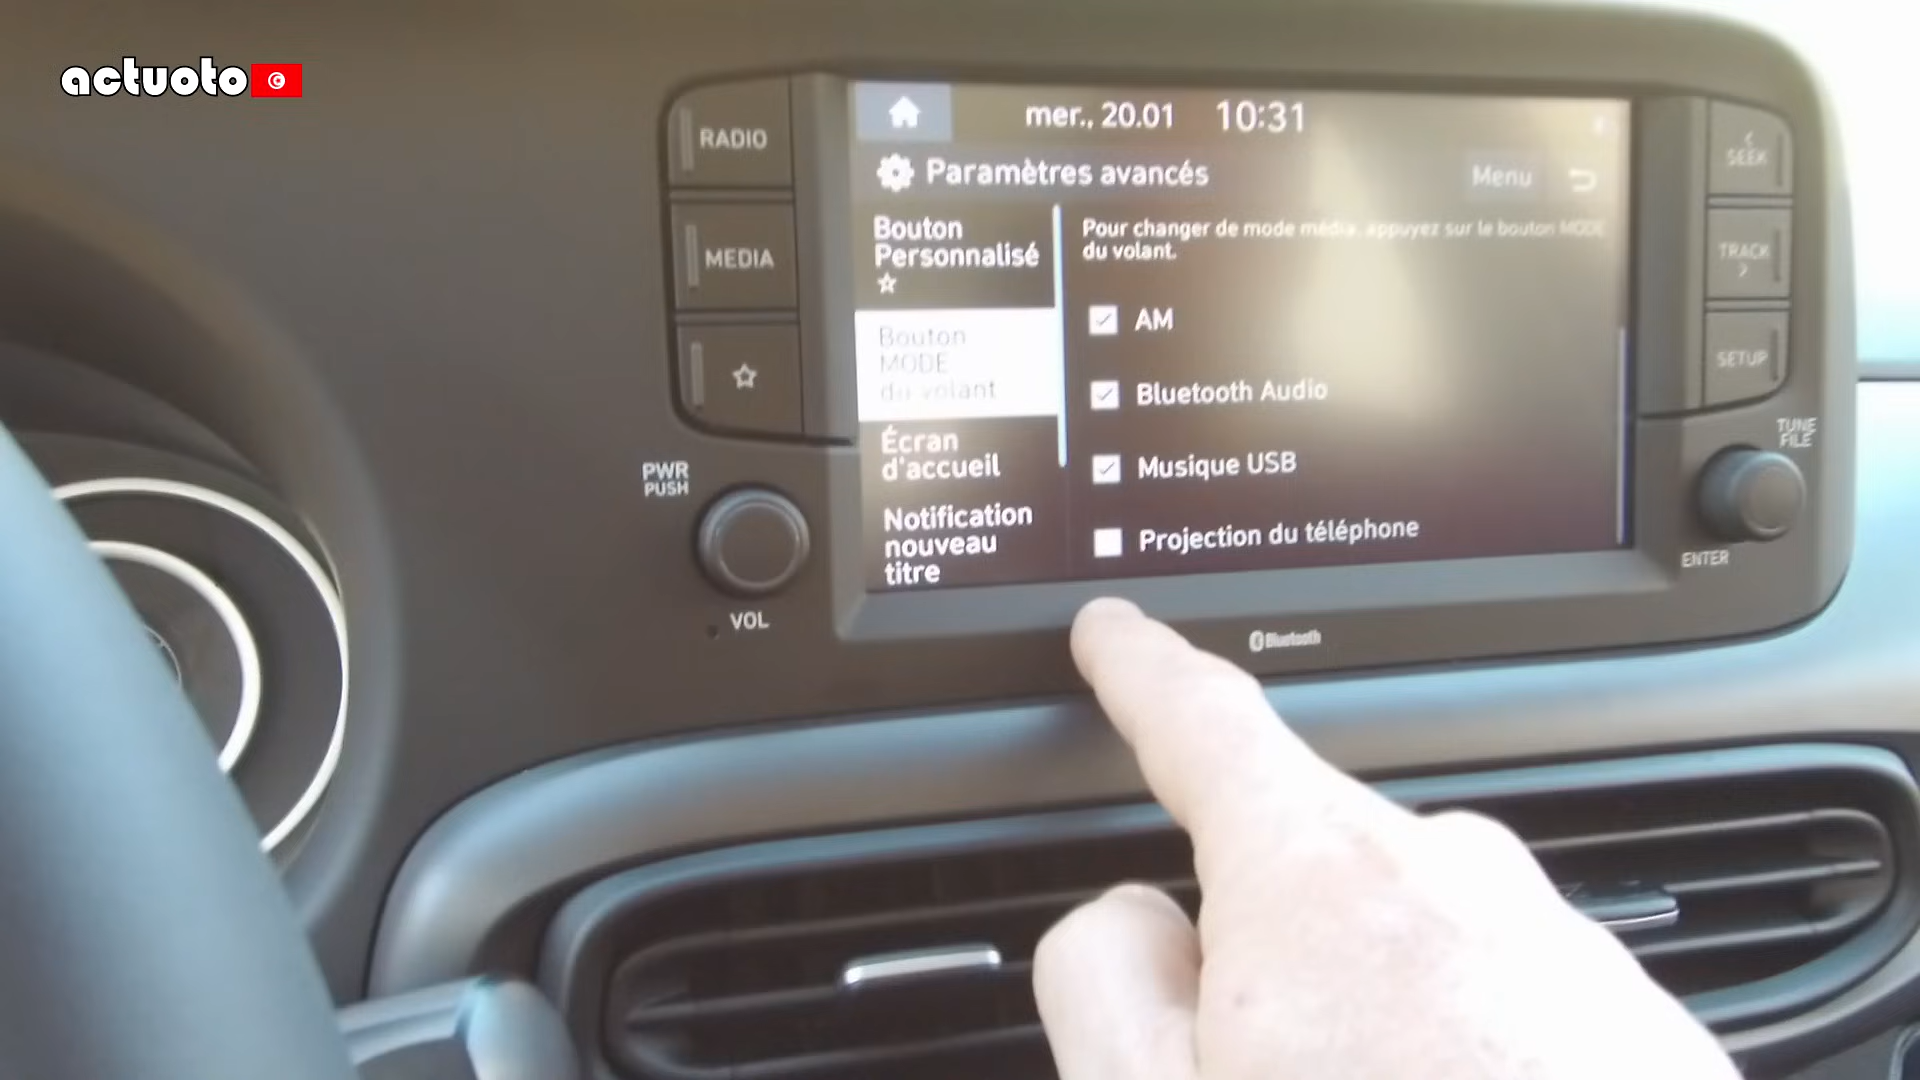 actuoto
RADIO
MEDIA
PWR
PUSH
VOL
mer., 20.01 10:31
Paramètres avancés
Menu
Bouton
Personnalisé
☆
Bouton
MODE
du volant
Écran
d'accueil
Notification
nouveau
titre
Pour changer de mode média, appuyez sur le bouton MODE
du volant.
AM
Bluetooth Audio
Musique USB
Projection du téléphone
Bluetooth
< SEEK
TRACK >
SETUP
TUNE
FILE
ENTER